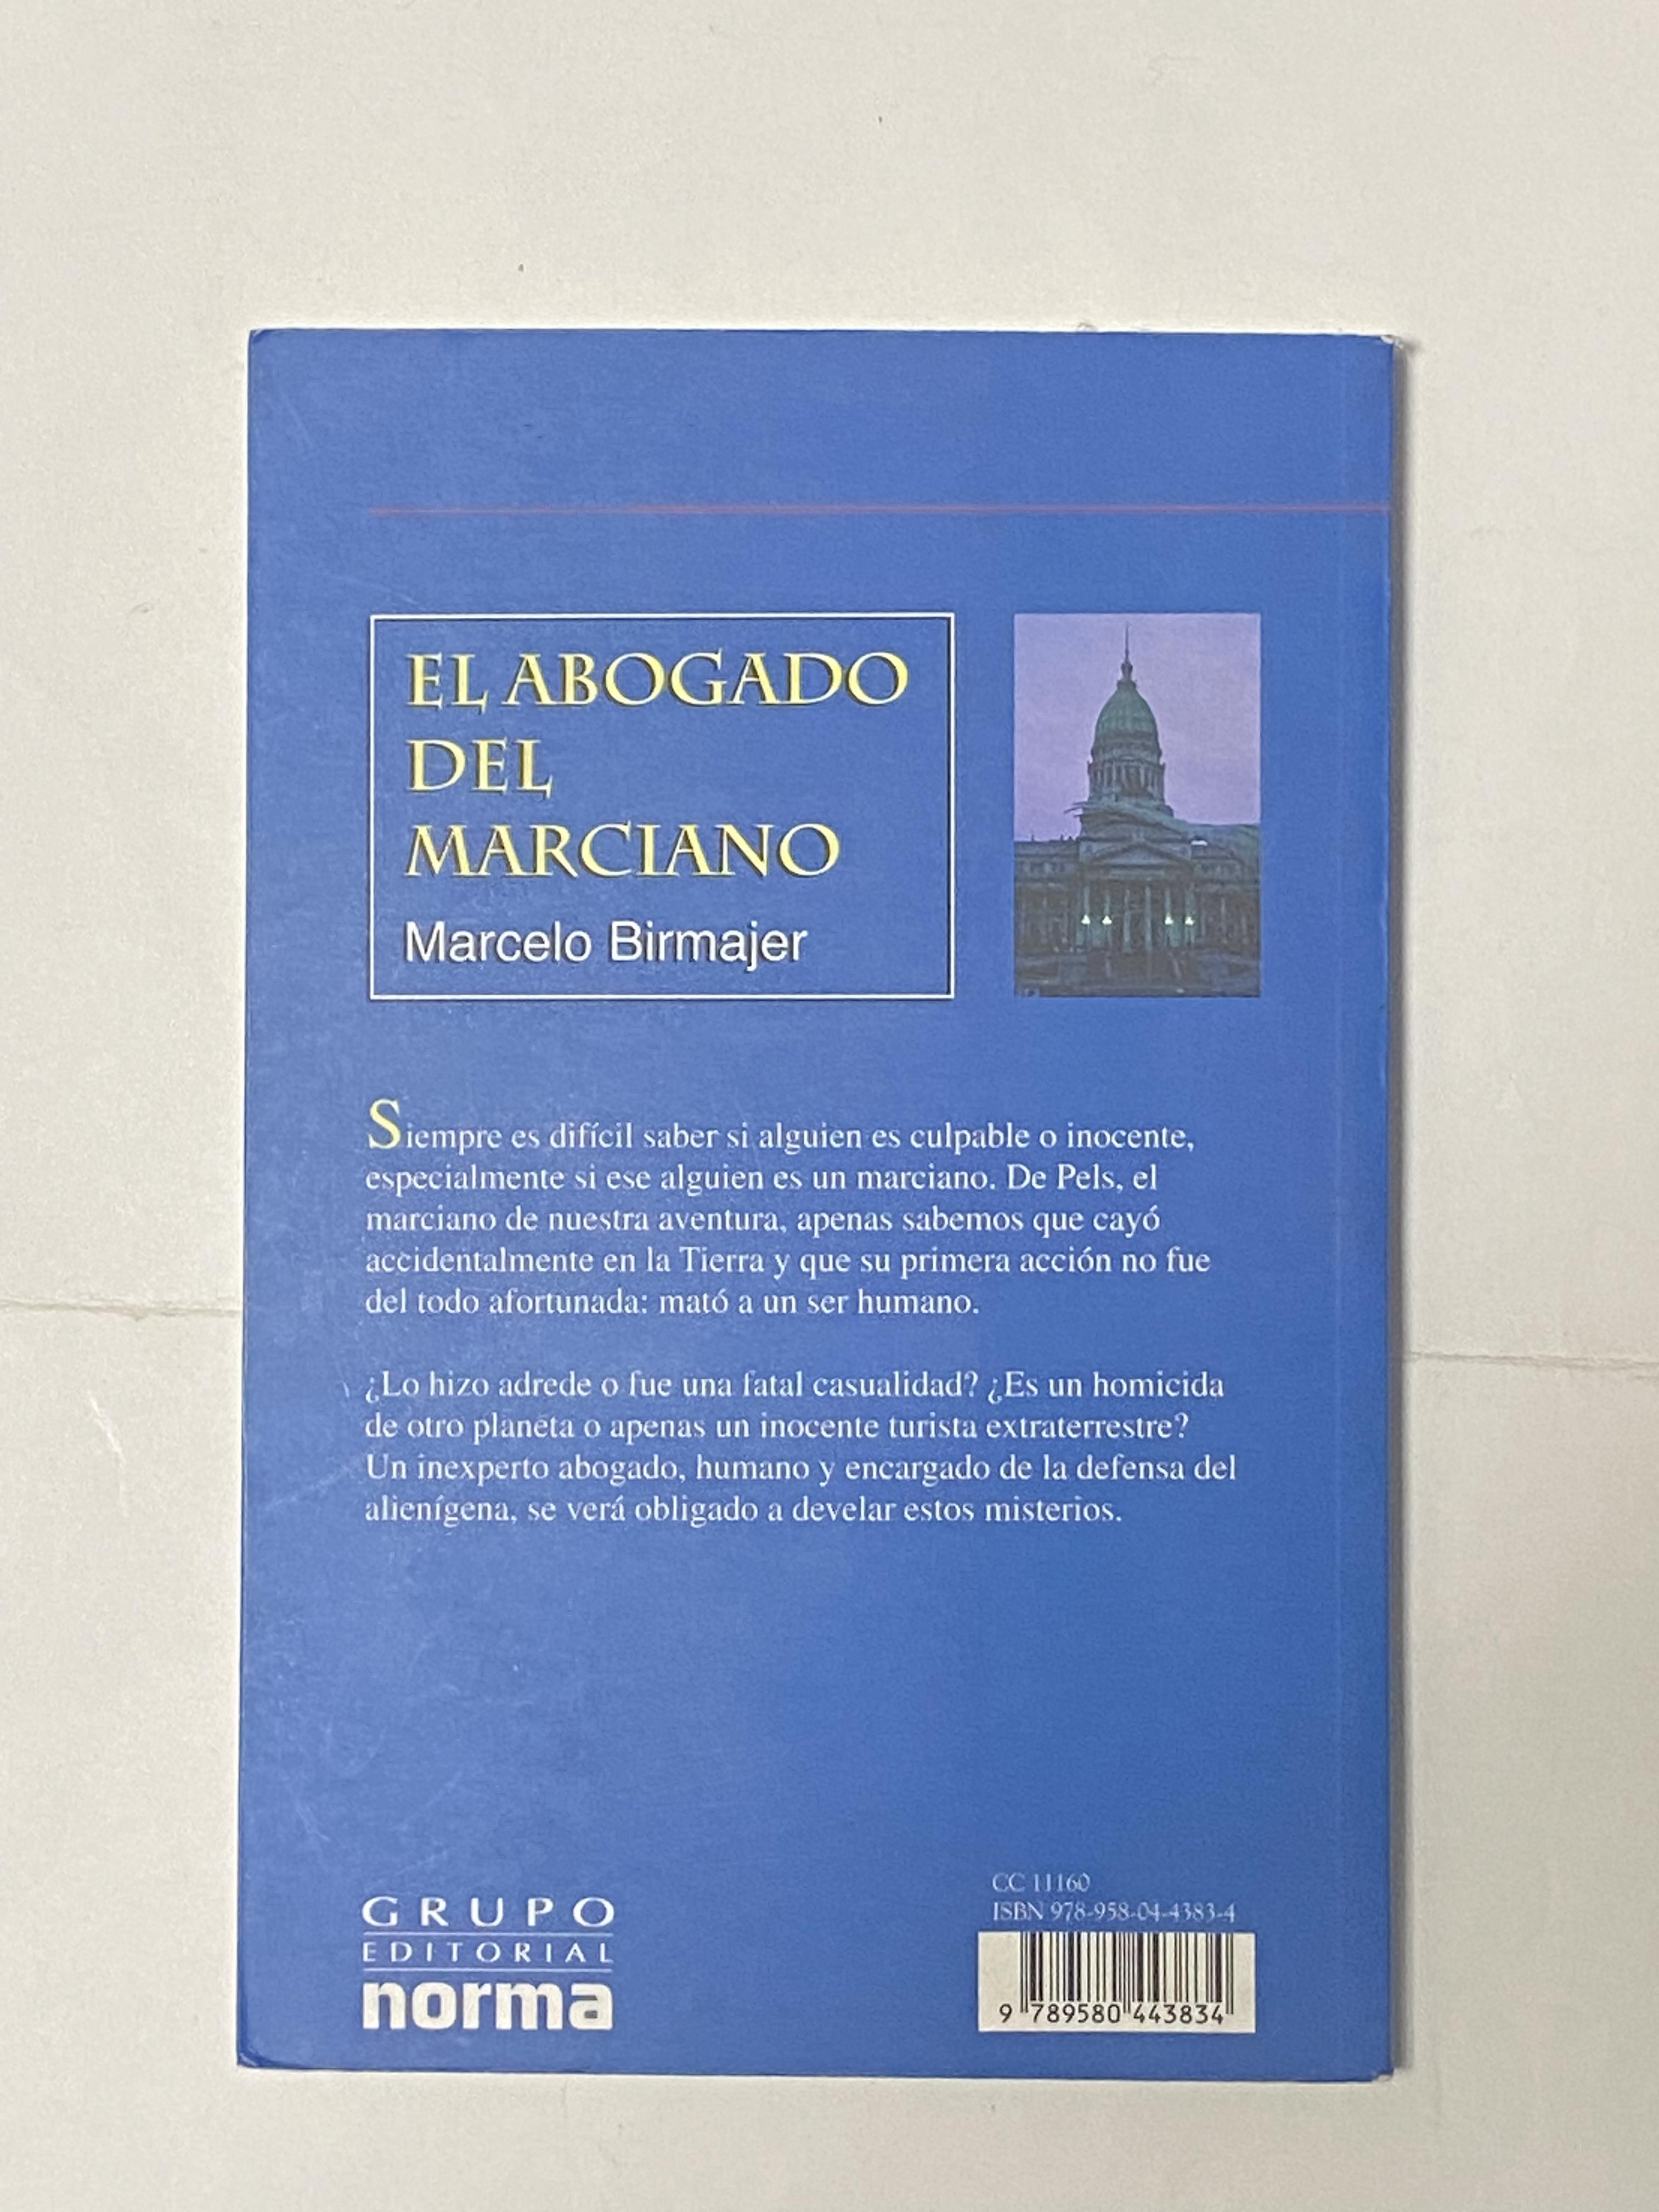 EL ABOGADO
DEL
MARCIANO
Marcelo Birmajer
Siempre es difícil saber si alguien es culpable o inocente,
especialmente si ese alguien es un marciano. De Pels, el
marciano de nuestra aventura, apenas sabemos que cayó
accidentalmente en la Tierra y que su primera acción no fue
del todo afortunada: mató a un ser humano.
¿Lo hizo adrede o fue una fatal casualidad? ¿Es un homicida
de otro planeta o apenas un inocente turista extraterrestre?
Un inexperto abogado, humano y encargado de la defensa del
alienígena, se verá obligado a develar estos misterios.
GRUPO
EDITORIAL
norma
CC 11160
ISBN 978-958-04-4383-4
9 789580 443834